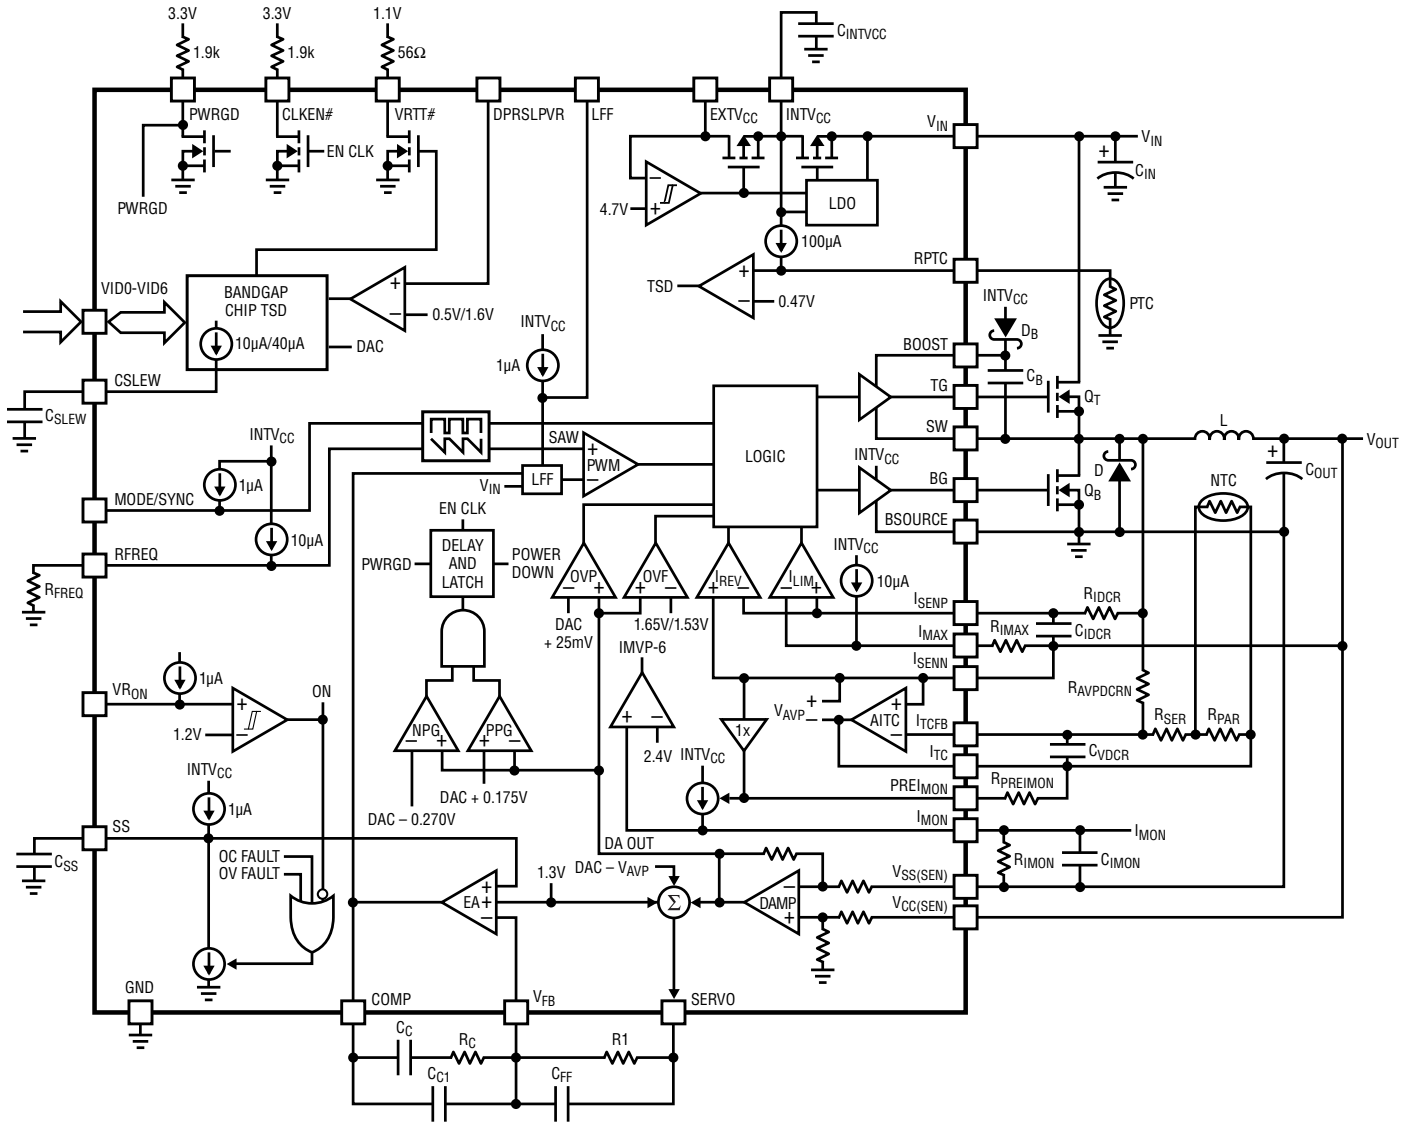 3.3V 3.3V 1.1V
1.9k 1.9k 56Ω CINTVCC
PWRGD CLKEN# VRTT# DPRSLPVR LFF EXTVCC INTVCC VIN
EN CLK
VIN
CIN
PWRGD
4.7V
LDO
100µA
RPTC
TSD
0.47V
PTC
VID0-VID6
BANDGAP
CHIP TSD
10µA/40µA
0.5V/1.6V
DAC
INTVCC
1µA
INTVCC
DB
BOOST
CB
TG
QT
SW
L
VOUT
CSLEW
CSLEW
INTVCC
1µA
MODE/SYNC
10µA
RFREQ
RFREQ
SAW
PWM
VIN
LFF
LOGIC
INTVCC
BG
QB
D
COUT
NTC
BSOURCE
EN CLK
PWRGD
DELAY
AND
LATCH
POWER
DOWN
OVP
OVF
IREV
ILIM
INTVCC
10µA
DAC
+ 25mV
1.65V/1.53V
ISENP
RIDCR
IMAX
RIMAX
CIDCR
ISENN
IMVP-6
2.4V
VAVP
AITC
RAVPDCRN
ITCFB
RSER
RPAR
ITC
CVDCR
1x
VRON
1µA
1.2V
ON
NPG
PPG
DAC – 0.270V
DAC + 0.175V
INTVCC
PREIMON
RPREIMON
IMON
IMON
INTVCC
1µA
SS
CSS
OC FAULT
OV FAULT
DA OUT
RIMON
CIMON
VSS(SEN)
VCC(SEN)
1.3V
DAC – VAVP
EA
Σ
DAMP
GND
COMP
VFB
SERVO
CC
RC
R1
CC1
CFF